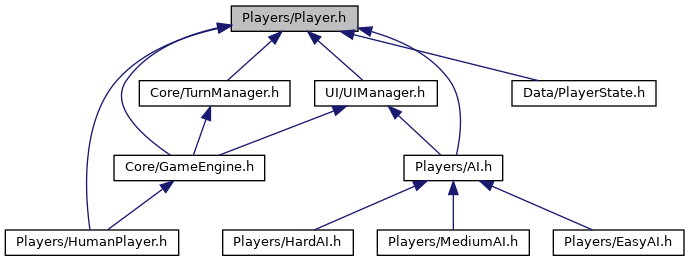 Players/Player.h
Core/TurnManager.h
UI/UIManager.h
Data/PlayerState.h
Core/GameEngine.h
Players/AI.h
Players/HumanPlayer.h
Players/HardAI.h
Players/MediumAI.h
Players/EasyAI.h